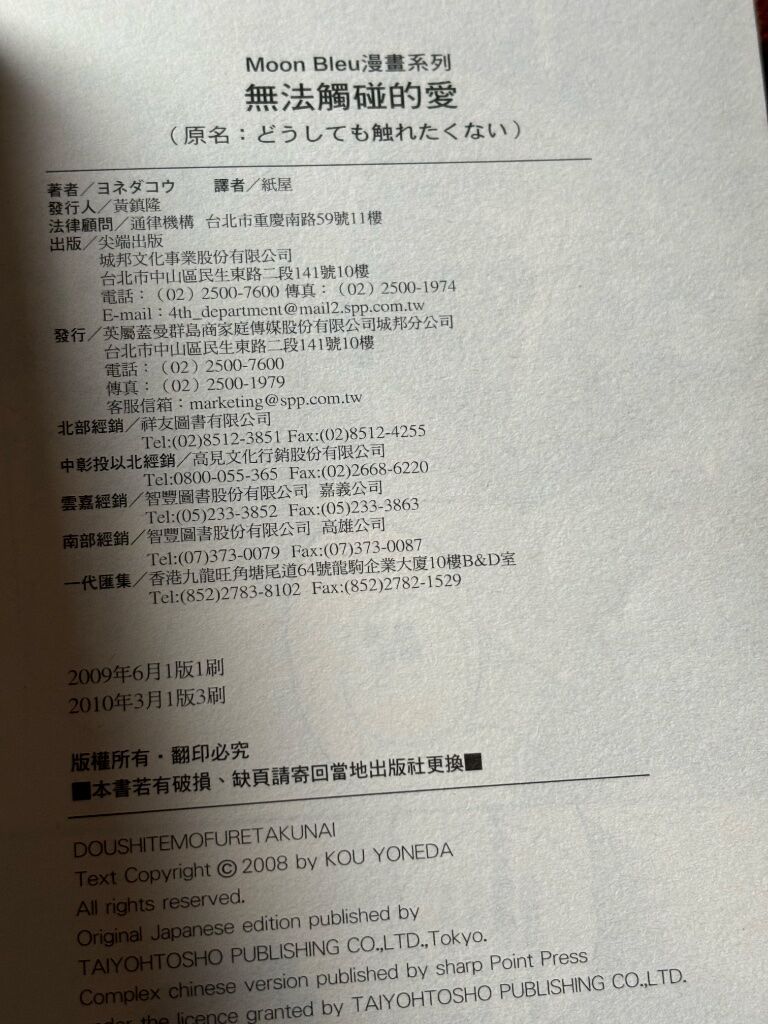 Moon Bleu漫畫系列
無法觸碰的愛
（原名：どうしても触れたくない）
著者／ヨネダコウ 譯者／紙屋
發行人／黃鎮隆
法律顧問／通律機構 台北市重慶南路59號11樓
出版／尖端出版
城邦文化事業股份有限公司
台北市中山區民生東路二段141號10樓
電話：（02）2500-7600 傳真：（02）2500-1974
E-mail：4th_department@mail2.spp.com.tw
發行／英屬蓋曼群島商家庭傳媒股份有限公司城邦分公司
台北市中山區民生東路二段141號10樓
電話：（02）2500-7600
傳真：（02）2500-1979
客服信箱：marketing@spp.com.tw
北部經銷／祥友圖書有限公司
Tel:(02)8512-3851 Fax:(02)8512-4255
中彰投以北經銷／高見文化行銷股份有限公司
Tel:0800-055-365 Fax:(02)2668-6220
雲嘉經銷／智豐圖書股份有限公司 嘉義公司
Tel:(05)233-3852 Fax:(05)233-3863
南部經銷／智豐圖書股份有限公司 高雄公司
Tel:(07)373-0079 Fax:(07)373-0087
一代匯集／香港九龍旺角塘尾道64號龍駒企業大廈10樓B&D室
Tel:(852)2783-8102 Fax:(852)2782-1529
2009年6月1版1刷
2010年3月1版3刷
版權所有・翻印必究
■本書若有破損、缺頁請寄回當地出版社更換■
DOUSHITEMOFURETAKUNAI
Text Copyright © 2008 by KOU YONEDA
All rights reserved.
Original Japanese edition published by
TAIYOHTOSHO PUBLISHING CO.,LTD.,Tokyo.
Complex chinese version published by sharp Point Press
under the licence granted by TAIYOHTOSHO PUBLISHING CO.,LTD.